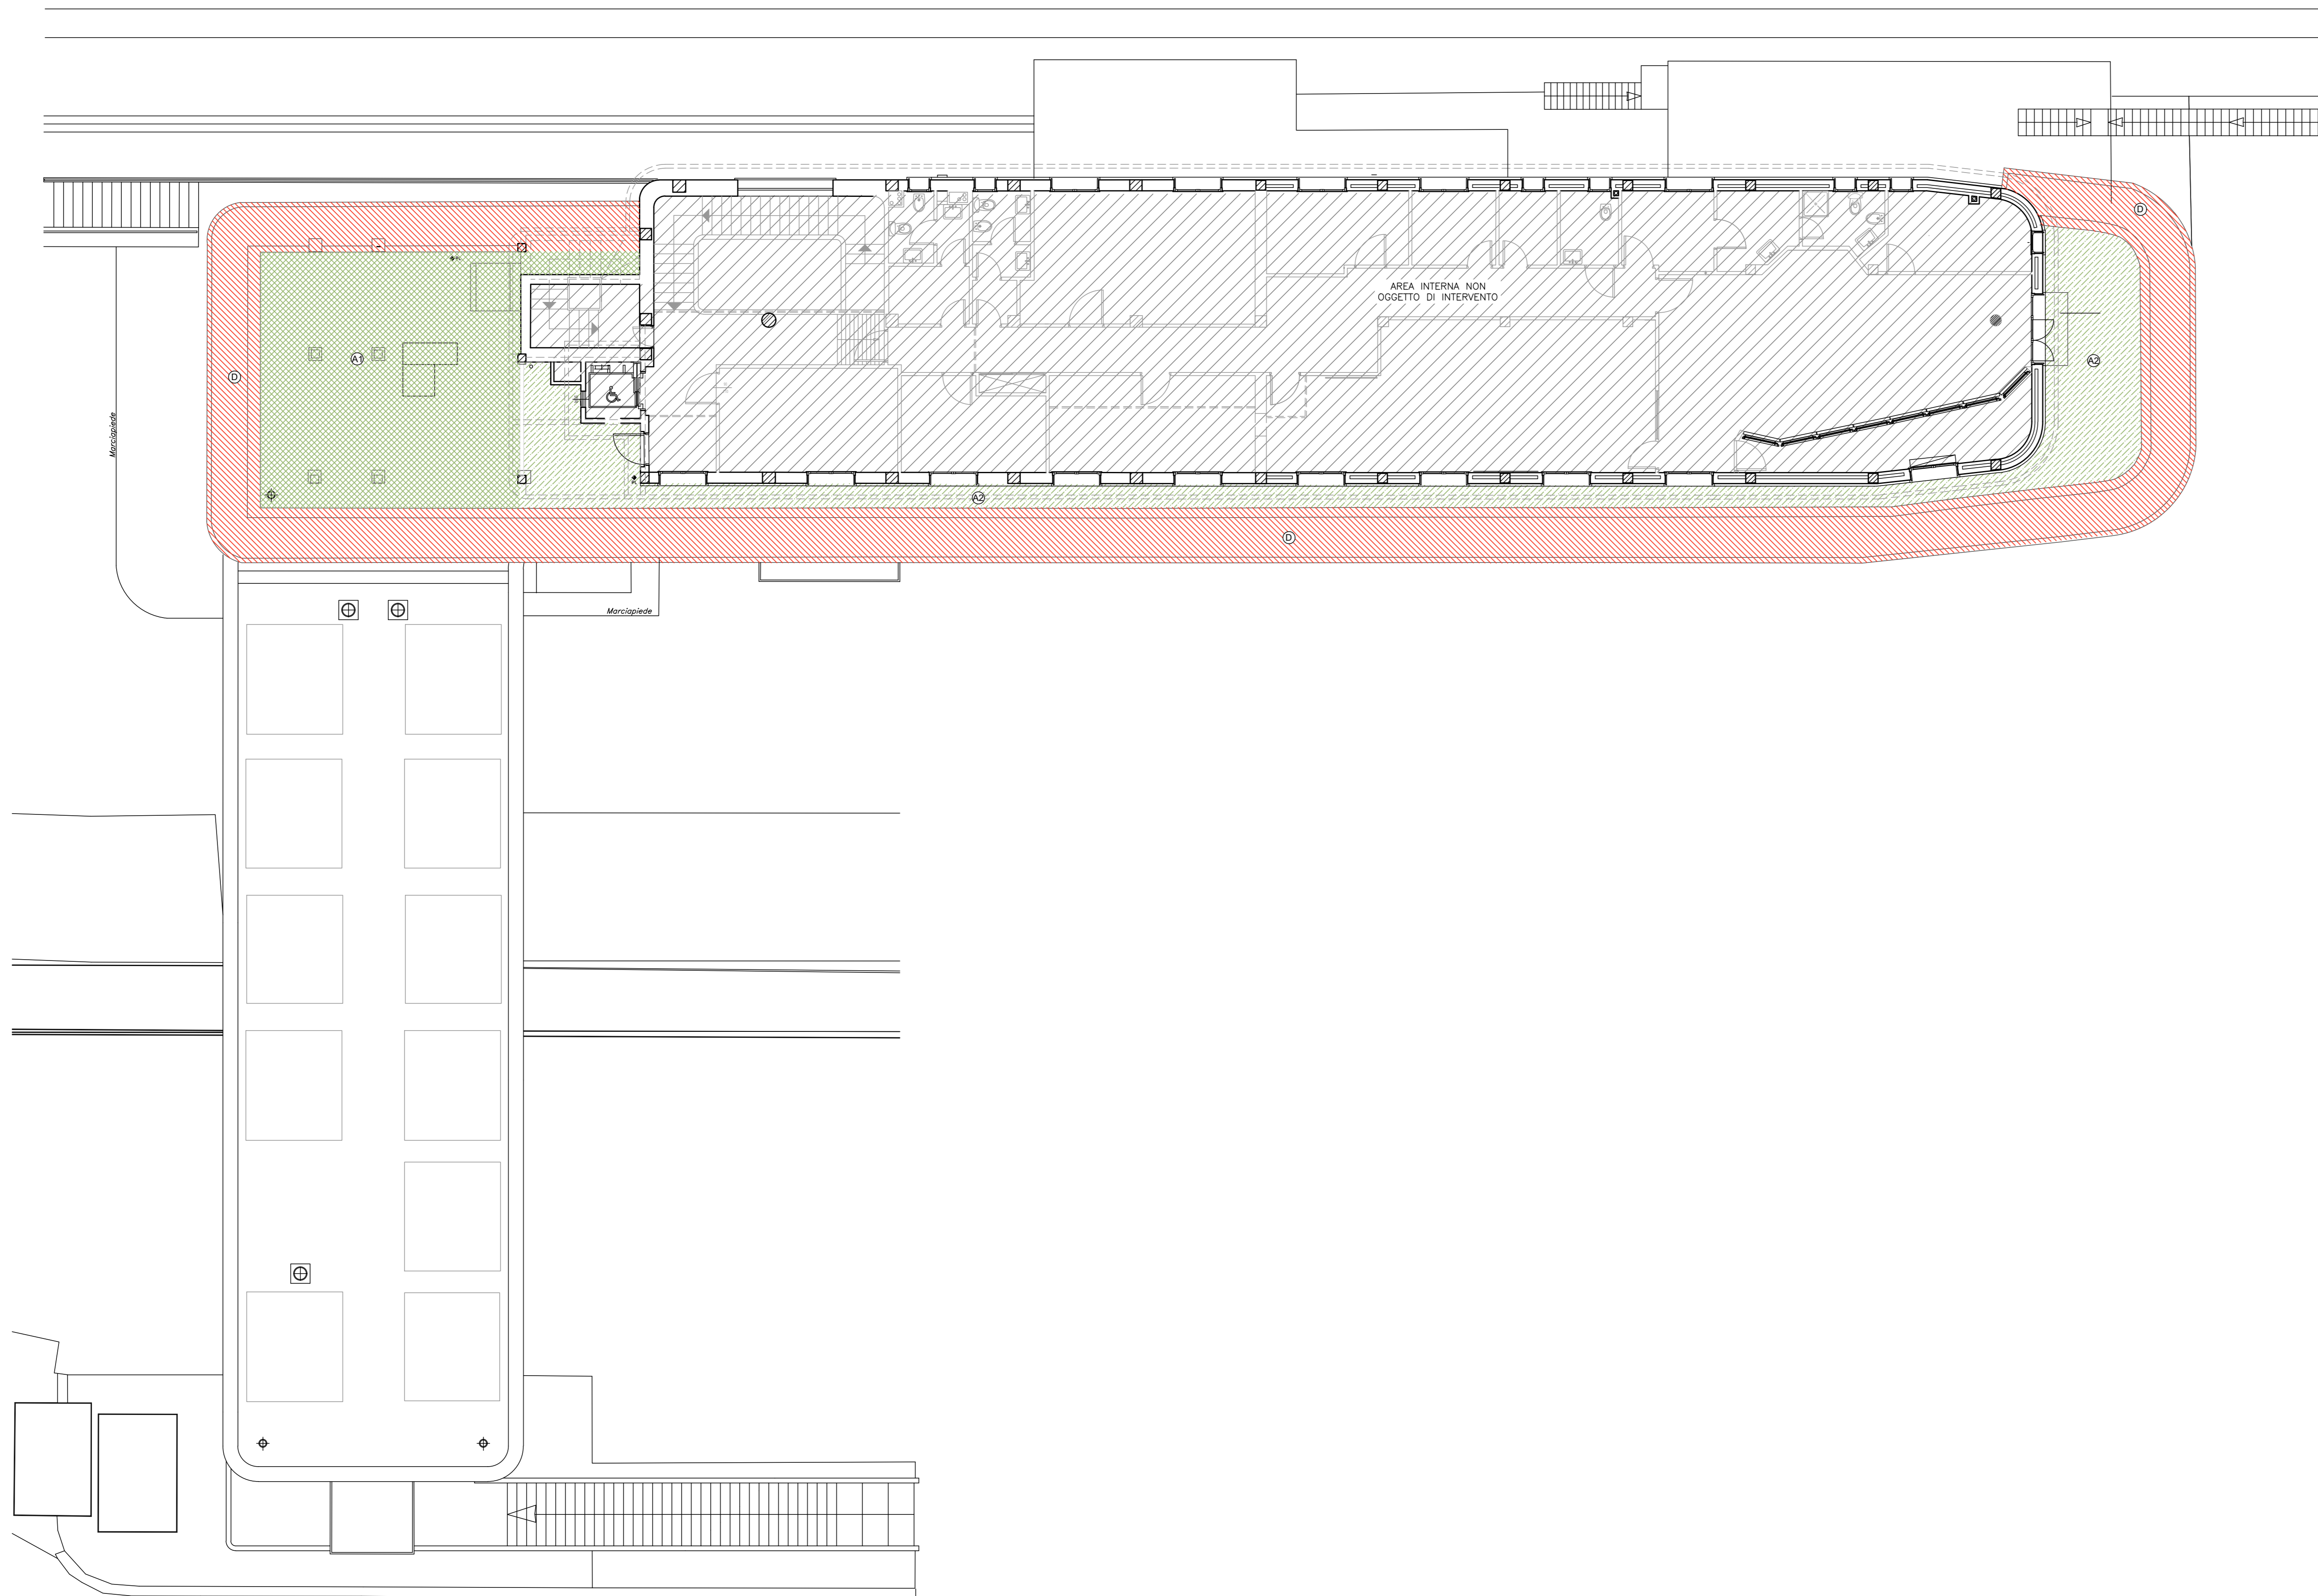 D
AREA INTERNA NON
OGGETTO DI INTERVENTO
A1
A2
D
Marciapiede
A2
D
Marciapiede